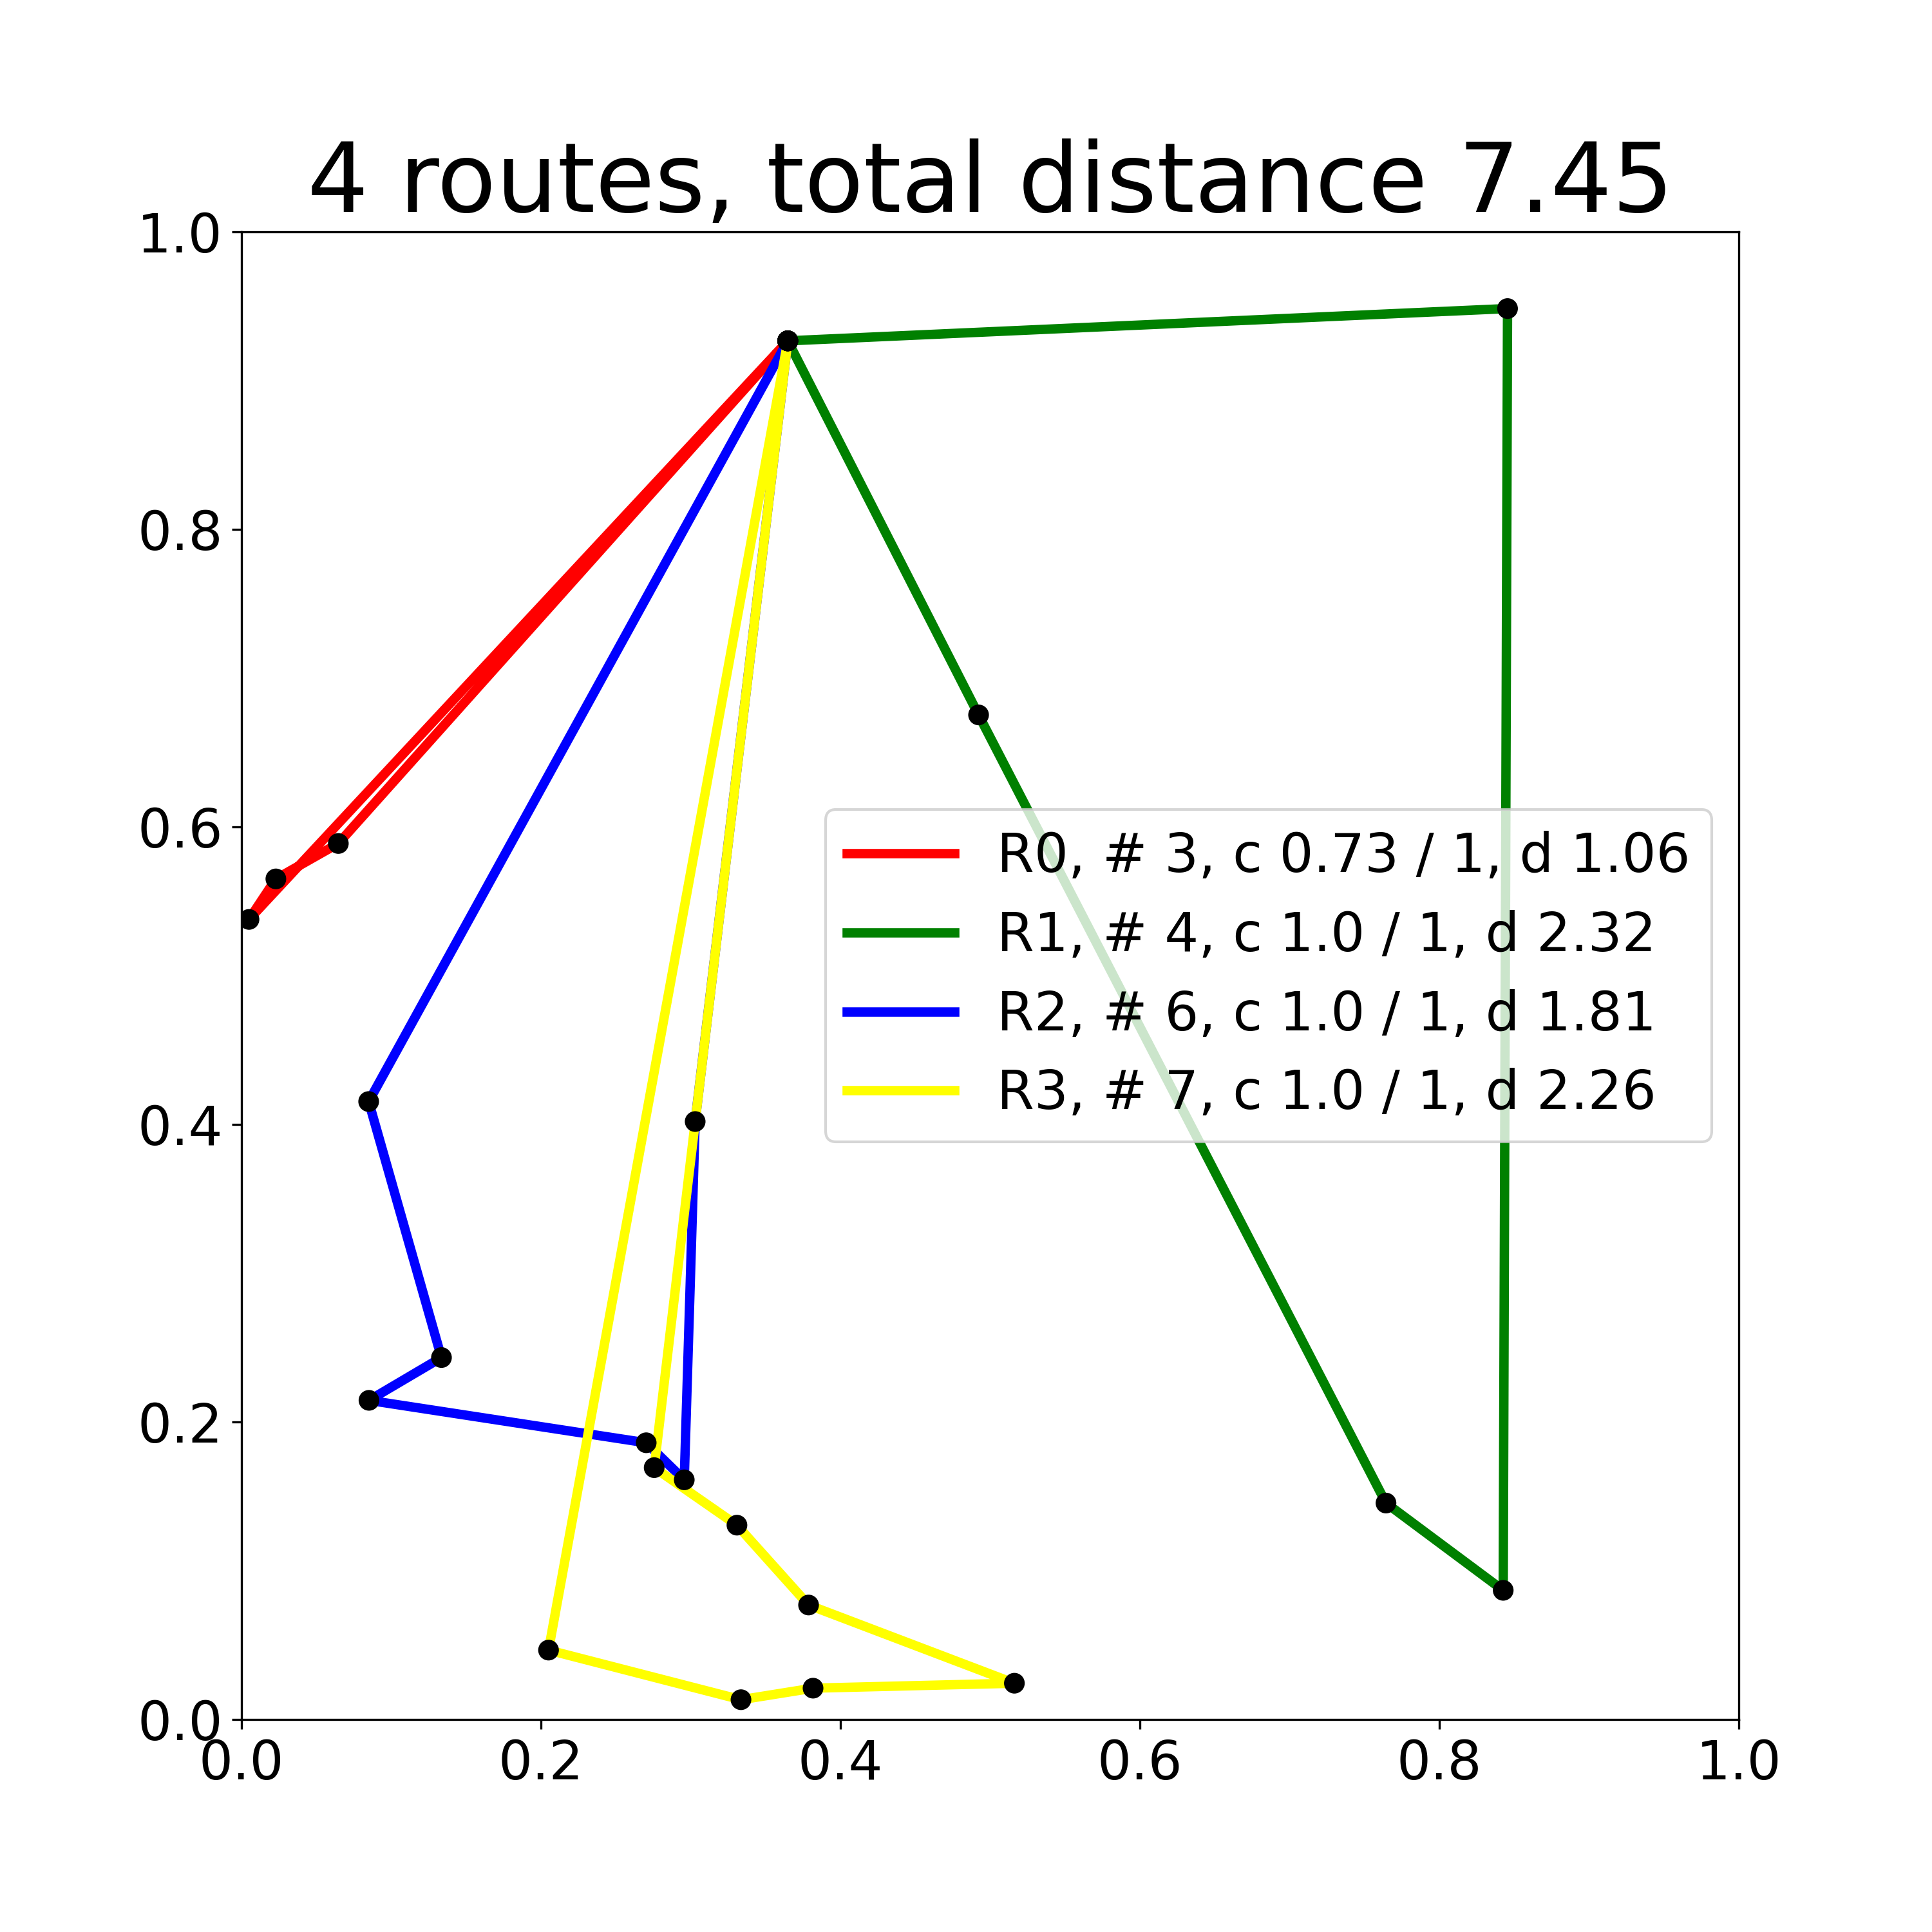 4 routes, total distance 7.45
1.0
0.8
0.6
0.4
0.2
0.0
R0, # 3, c 0.73 / 1, d 1.06
R1, # 4, c 1.0 / 1, d 2.32
R2, # 6, c 1.0 / 1, d 1.81
R3, # 7, c 1.0 / 1, d 2.26
0.0 0.2 0.4 0.6 0.8 1.0